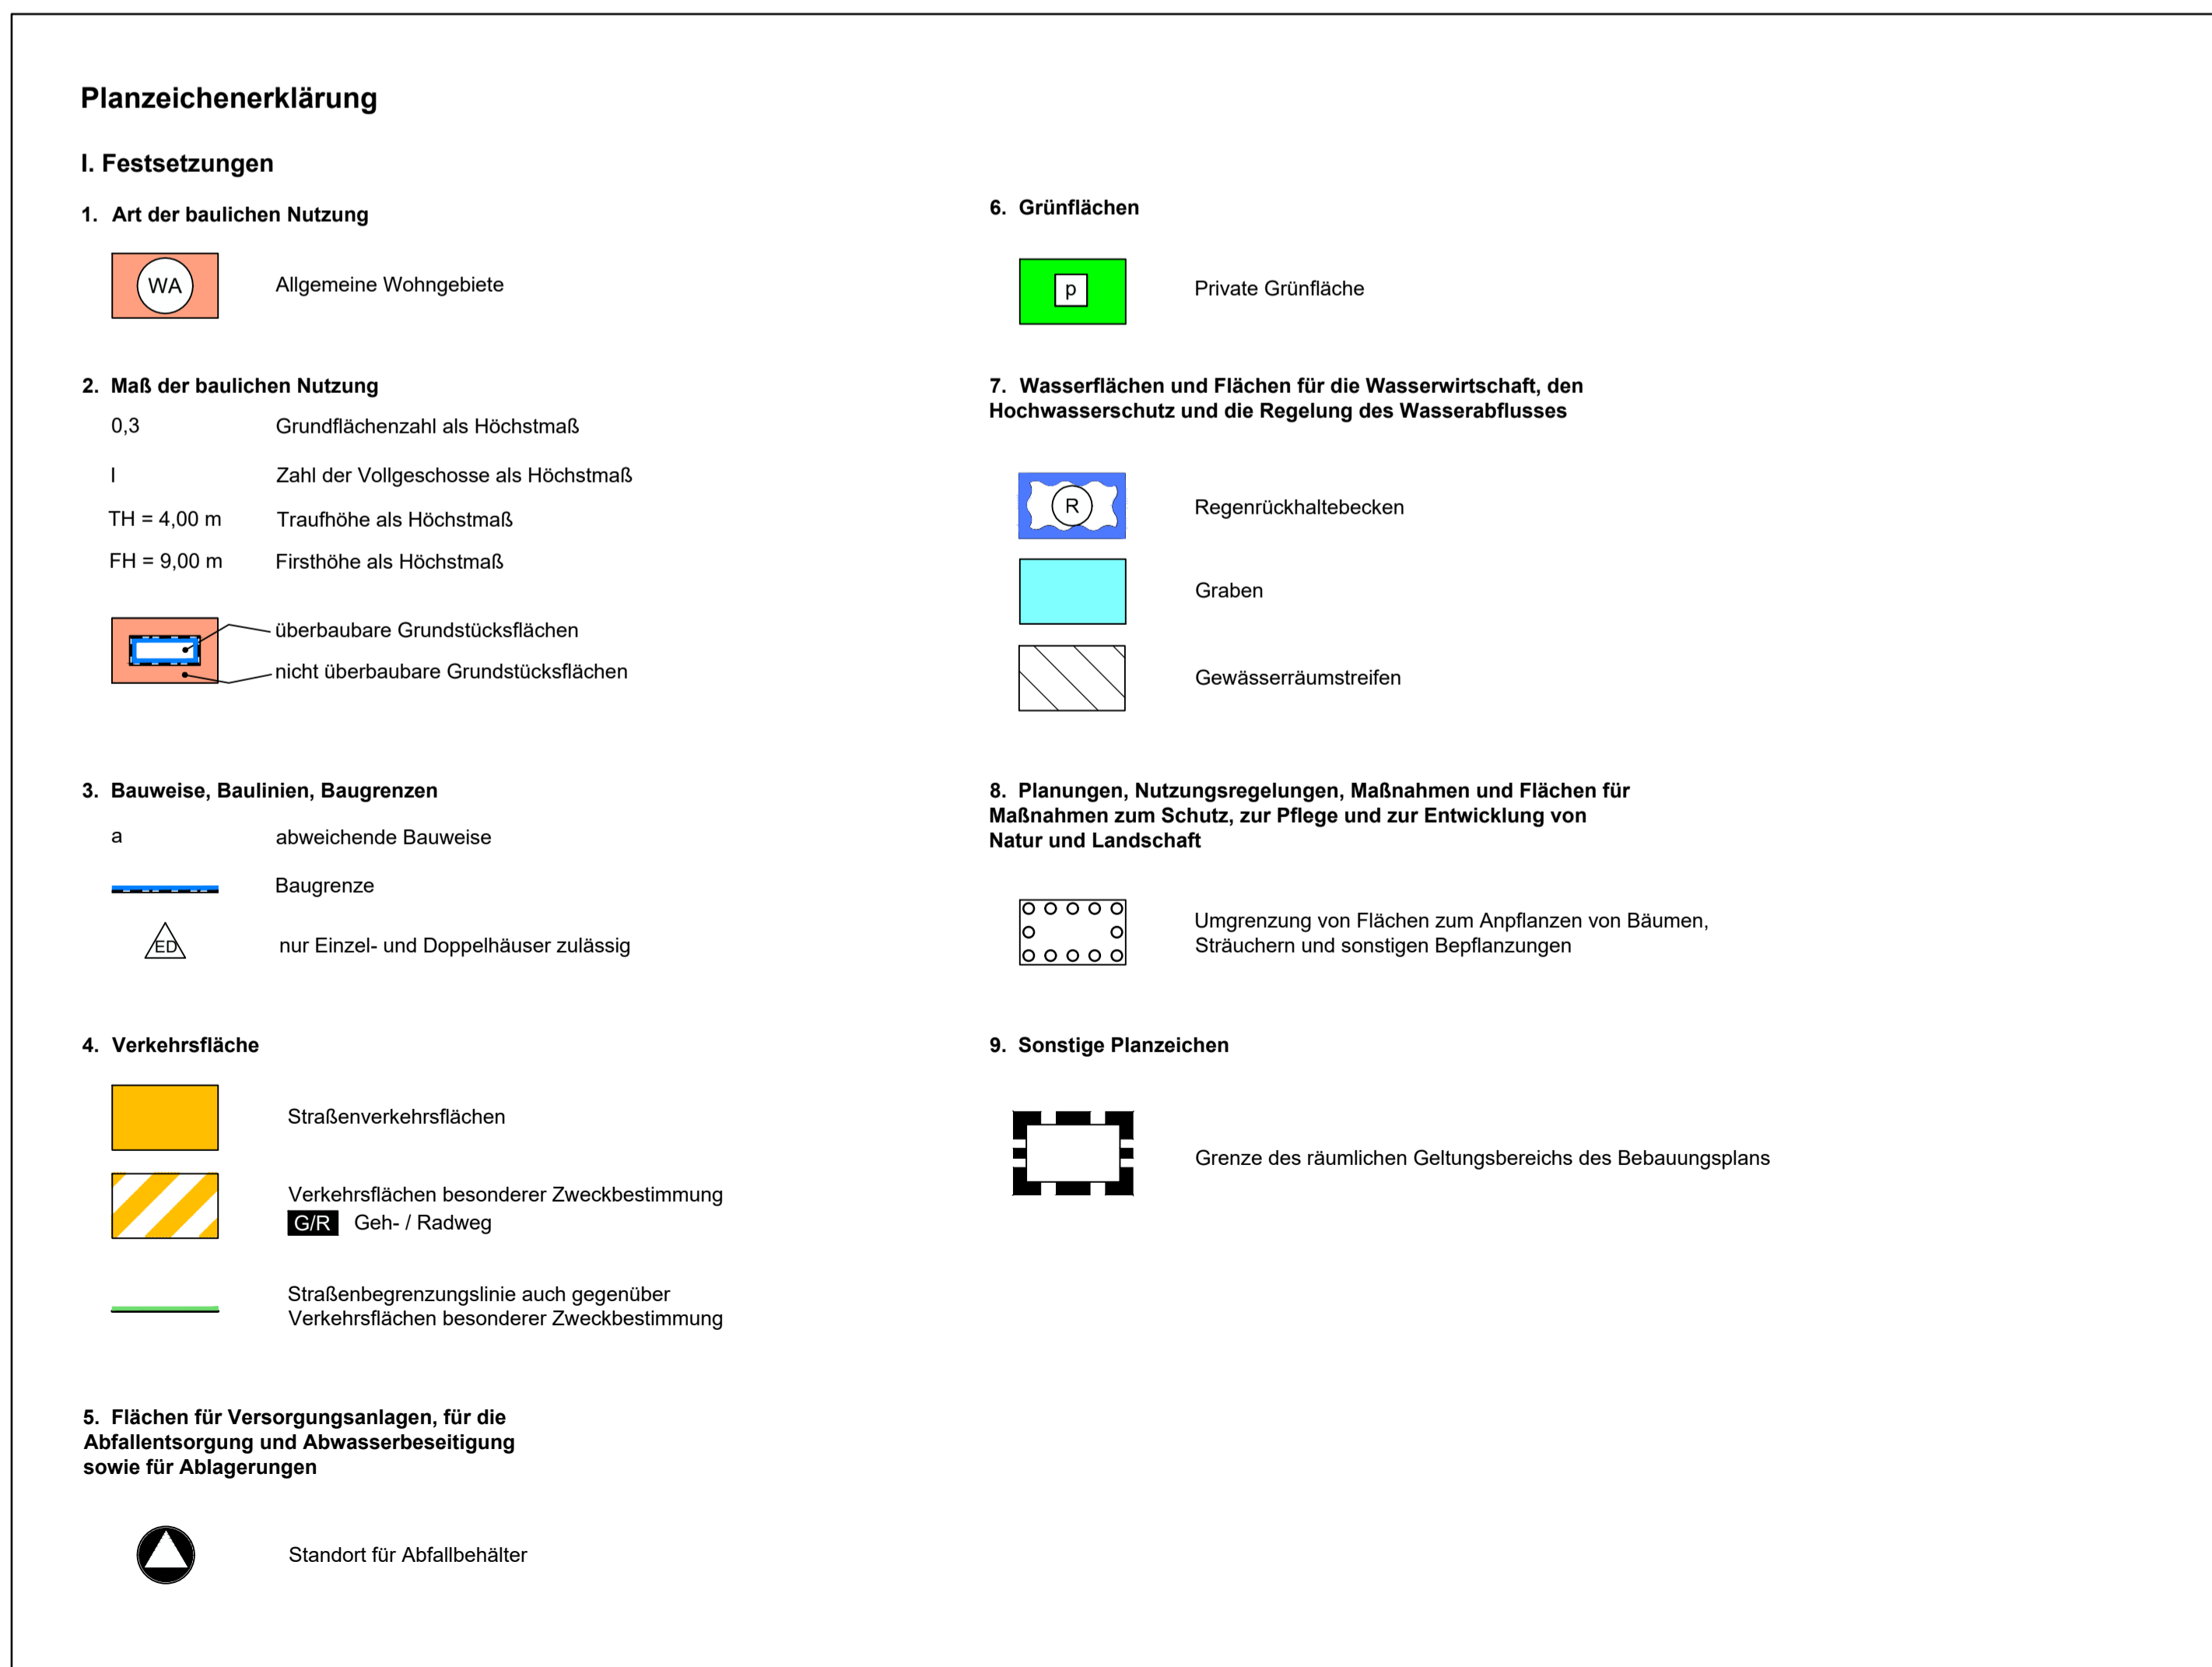 Planzeichenerklärung
I. Festsetzungen
1. Art der baulichen Nutzung
WA
Allgemeine Wohngebiete
2. Maß der baulichen Nutzung
0,3 Grundflächenzahl als Höchstmaß
I Zahl der Vollgeschosse als Höchstmaß
TH = 4,00 m Traufhöhe als Höchstmaß
FH = 9,00 m Firsthöhe als Höchstmaß
überbaubare Grundstücksflächen
nicht überbaubare Grundstücksflächen
3. Bauweise, Baulinien, Baugrenzen
a abweichende Bauweise
Baugrenze
ED nur Einzel- und Doppelhäuser zulässig
4. Verkehrsfläche
Straßenverkehrsflächen
Verkehrsflächen besonderer Zweckbestimmung
G/R Geh- / Radweg
Straßenbegrenzungslinie auch gegenüber
Verkehrsflächen besonderer Zweckbestimmung
5. Flächen für Versorgungsanlagen, für die
Abfallentsorgung und Abwasserbeseitigung
sowie für Ablagerungen
Standort für Abfallbehälter
6. Grünflächen
p Private Grünfläche
7. Wasserflächen und Flächen für die Wasserwirtschaft, den
Hochwasserschutz und die Regelung des Wasserabflusses
R Regenrückhaltebecken
Graben
Gewässerräumstreifen
8. Planungen, Nutzungsregelungen, Maßnahmen und Flächen für
Maßnahmen zum Schutz, zur Pflege und zur Entwicklung von
Natur und Landschaft
Umgrenzung von Flächen zum Anpflanzen von Bäumen,
Sträuchern und sonstigen Bepflanzungen
9. Sonstige Planzeichen
Grenze des räumlichen Geltungsbereichs des Bebauungsplans